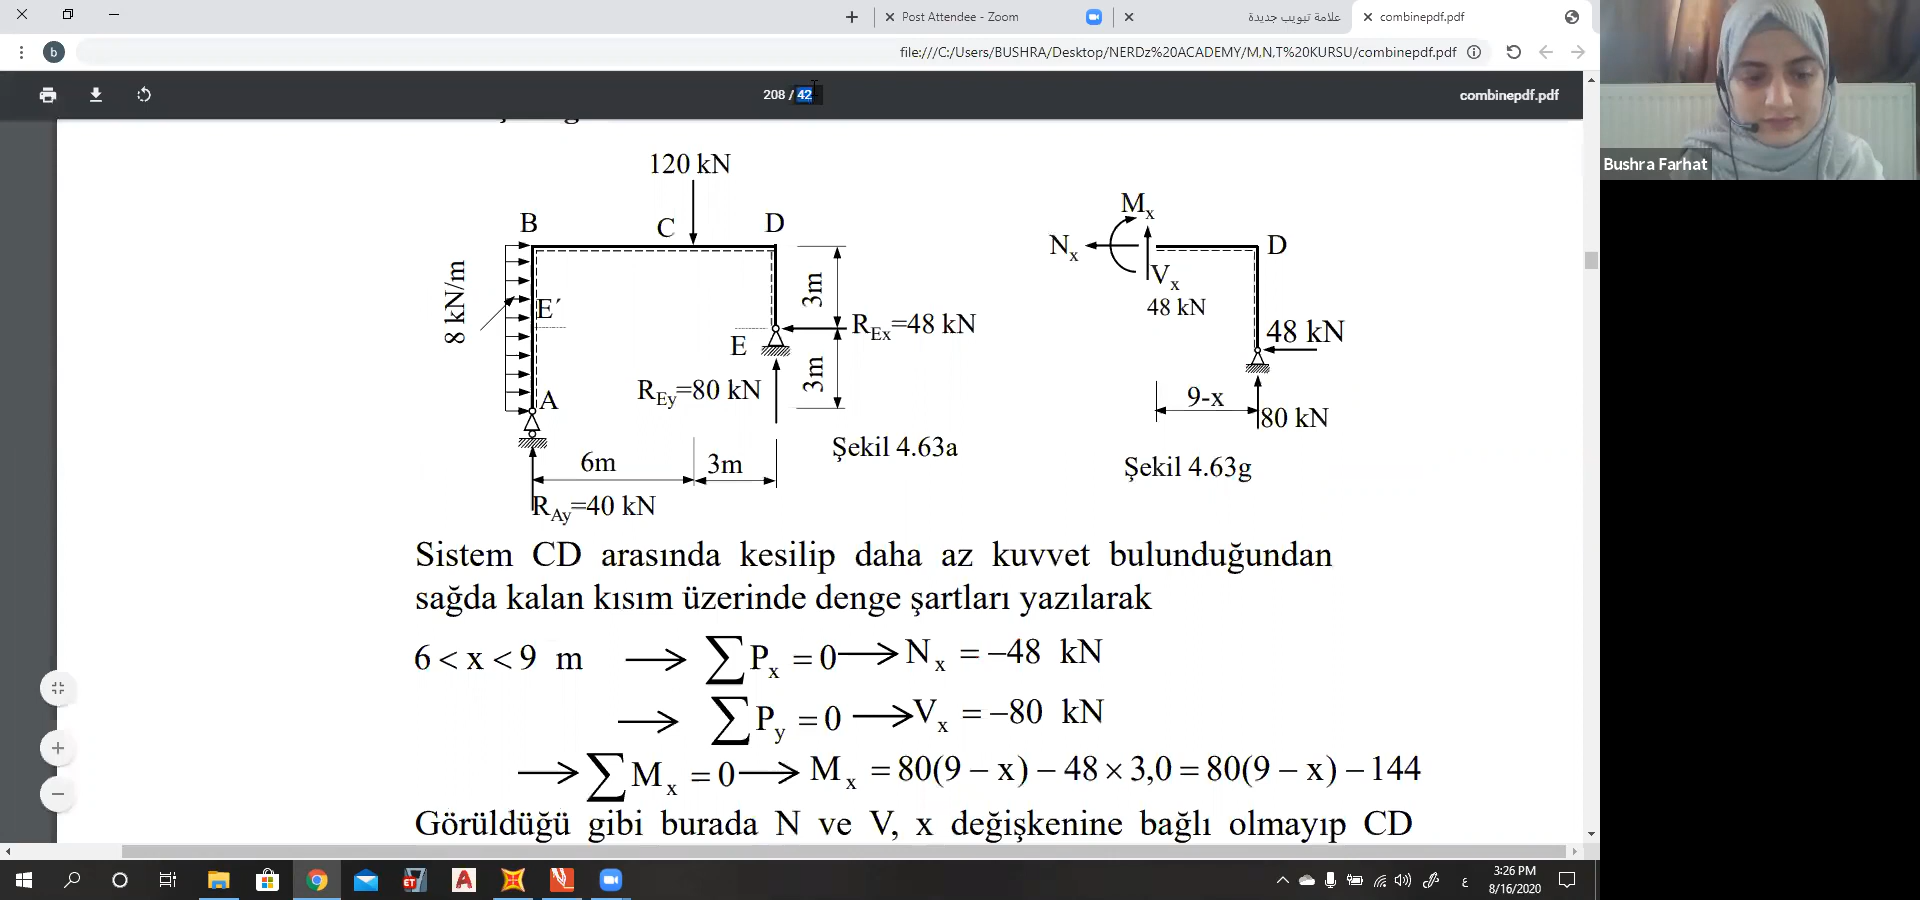 Post Attendee - Zoom
علامة تبويب جديدة
combinepdf.pdf
b
file:///C:/Users/BUSHRA/Desktop/NERDz%20ACADEMY/M,N,T%20KURSU/combinepdf.pdf
208 / 42
combinepdf.pdf
Bushra Farhat
120 kN
B
C
D
8 kN/m
E´
3m
R_Ex=48 kN
E
3m
A
R_Ey=80 kN
6m
3m
Şekil 4.63a
R_Ay=40 kN
M_x
N_x
D
V_x
48 kN
48 kN
9-x
80 kN
Şekil 4.63g
Sistem CD arasında kesilip daha az kuvvet bulunduğundan
sağda kalan kısım üzerinde denge şartları yazılarak
6 < x < 9 m → ∑P_x = 0 → N_x = −48 kN
→ ∑P_y = 0 → V_x = −80 kN
→ ∑M_x = 0 → M_x = 80(9 − x) − 48 × 3,0 = 80(9 − x) − 144
Görüldüğü gibi burada N ve V, x değişkenine bağlı olmayıp CD
ET
A
ع
3:26 PM
8/16/2020